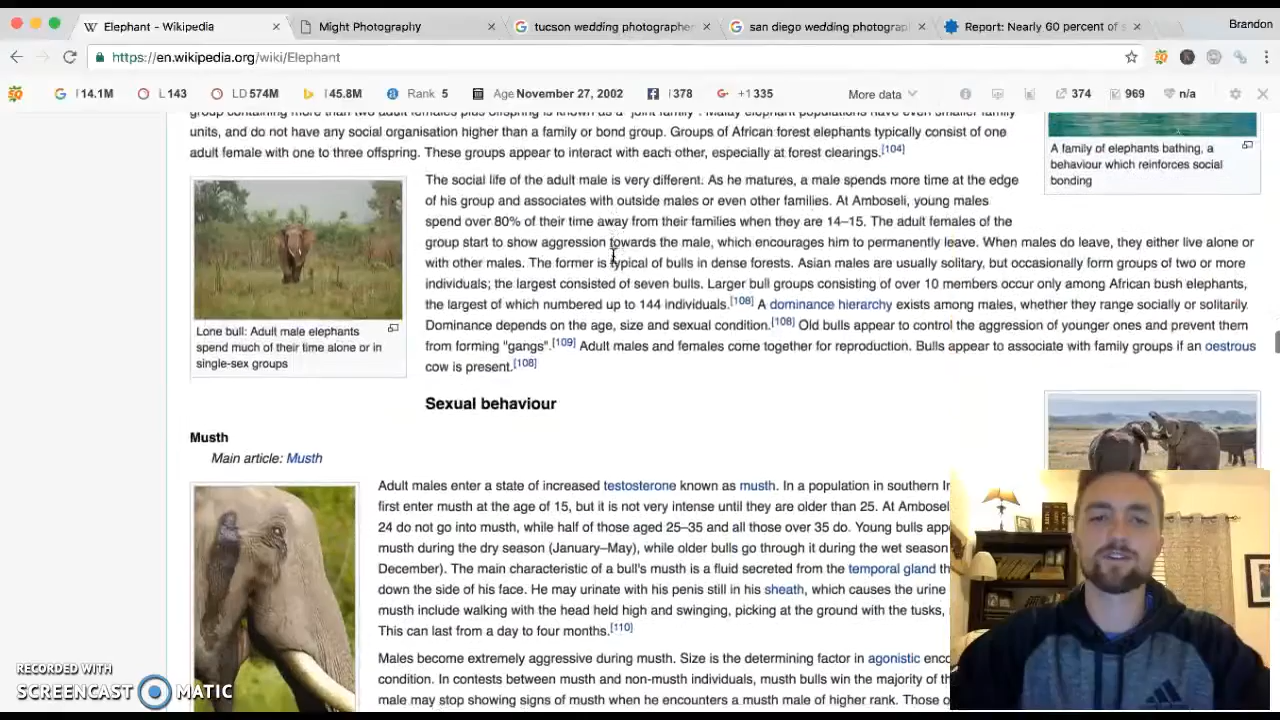 Elephant - Wikipedia
Might Photography
tucson wedding photographer
san diego wedding photograp
Report: Nearly 60 percent of s
Brandon
https://en.wikipedia.org/wiki/Elephant
14.1M
L 143
LD 574M
45.8M
Rank 5
Age November 27, 2002
378
+1 335
More data
374
969
n/a
group containing more than two adult females plus offspring is known as a "joint family". Malay elephant populations have even smaller family
units, and do not have any social organisation higher than a family or bond group. Groups of African forest elephants typically consist of one
adult female with one to three offspring. These groups appear to interact with each other, especially at forest clearings.[104]
A family of elephants bathing, a
behaviour which reinforces social
bonding
The social life of the adult male is very different. As he matures, a male spends more time at the edge
of his group and associates with outside males or even other families. At Amboseli, young males
spend over 80% of their time away from their families when they are 14–15. The adult females of the
group start to show aggression towards the male, which encourages him to permanently leave. When males do leave, they either live alone or
with other males. The former is typical of bulls in dense forests. Asian males are usually solitary, but occasionally form groups of two or more
individuals; the largest consisted of seven bulls. Larger bull groups consisting of over 10 members occur only among African bush elephants,
the largest of which numbered up to 144 individuals.[108] A dominance hierarchy exists among males, whether they range socially or solitarily.
Dominance depends on the age, size and sexual condition.[108] Old bulls appear to control the aggression of younger ones and prevent them
from forming "gangs".[109] Adult males and females come together for reproduction. Bulls appear to associate with family groups if an oestrous
cow is present.[108]
Lone bull: Adult male elephants
spend much of their time alone or in
single-sex groups
Sexual behaviour
Musth
Main article: Musth
Adult males enter a state of increased testosterone known as musth. In a population in southern In
first enter musth at the age of 15, but it is not very intense until they are older than 25. At Ambosel
24 do not go into musth, while half of those aged 25–35 and all those over 35 do. Young bulls app
musth during the dry season (January–May), while older bulls go through it during the wet season
December). The main characteristic of a bull's musth is a fluid secreted from the temporal gland th
down the side of his face. He may urinate with his penis still in his sheath, which causes the urine
musth include walking with the head held high and swinging, picking at the ground with the tusks,
This can last from a day to four months.[110]
Males become extremely aggressive during musth. Size is the determining factor in agonistic enco
condition. In contests between musth and non-musth individuals, musth bulls win the majority of th
male may stop showing signs of musth when he encounters a musth male of higher rank. Those o
RECORDED WITH
SCREENCAST MATIC